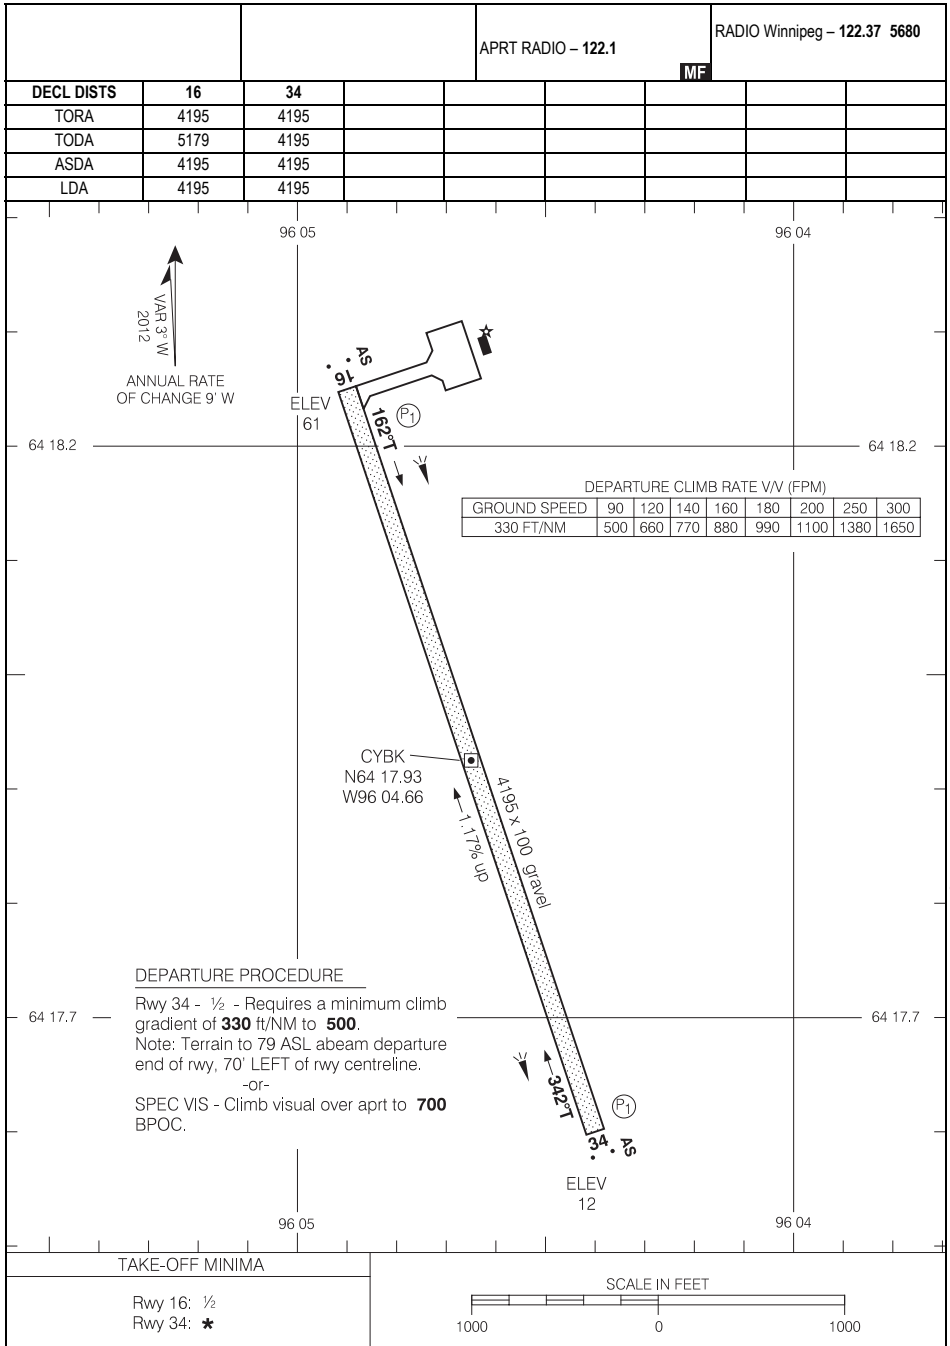 APRT RADIO – 122.1
MF
RADIO Winnipeg – 122.37 5680
DECL DISTS 16 34
TORA 4195 4195
TODA 5179 4195
ASDA 4195 4195
LDA 4195 4195
96 05 96 04
VAR 3° W
2012
ANNUAL RATE
OF CHANGE 9' W
AS
16
ELEV
61
162°T
P1
64 18.2 64 18.2
DEPARTURE CLIMB RATE V/V (FPM)
GROUND SPEED 90 120 140 160 180 200 250 300
330 FT/NM 500 660 770 880 990 1100 1380 1650
CYBK
N64 17.93
W96 04.66
4195 x 100 gravel
1.17% up
DEPARTURE PROCEDURE
Rwy 34 - ½ - Requires a minimum climb
gradient of 330 ft/NM to 500.
Note: Terrain to 79 ASL abeam departure
end of rwy, 70' LEFT of rwy centreline.
-or-
SPEC VIS - Climb visual over aprt to 700
BPOC.
64 17.7 64 17.7
342°T
P1
34
AS
ELEV
12
96 05 96 04
TAKE-OFF MINIMA
Rwy 16: ½
Rwy 34: *
SCALE IN FEET
1000 0 1000